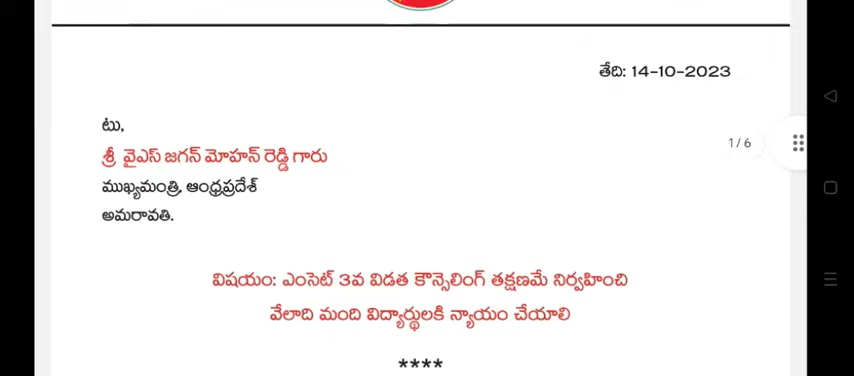 తేది: 14-10-2023
టు,
1 / 6
శ్రీ వైఎస్ జగన్ మోహన్ రెడ్డి గారు
ముఖ్యమంత్రి, ఆంధ్రప్రదేశ్
అమరావతి.
విషయం: ఎంసెట్ 3వ విడత కౌన్సెలింగ్ తక్షణమే నిర్వహించి
వేలాది మంది విద్యార్థులకి న్యాయం చేయాలి
****